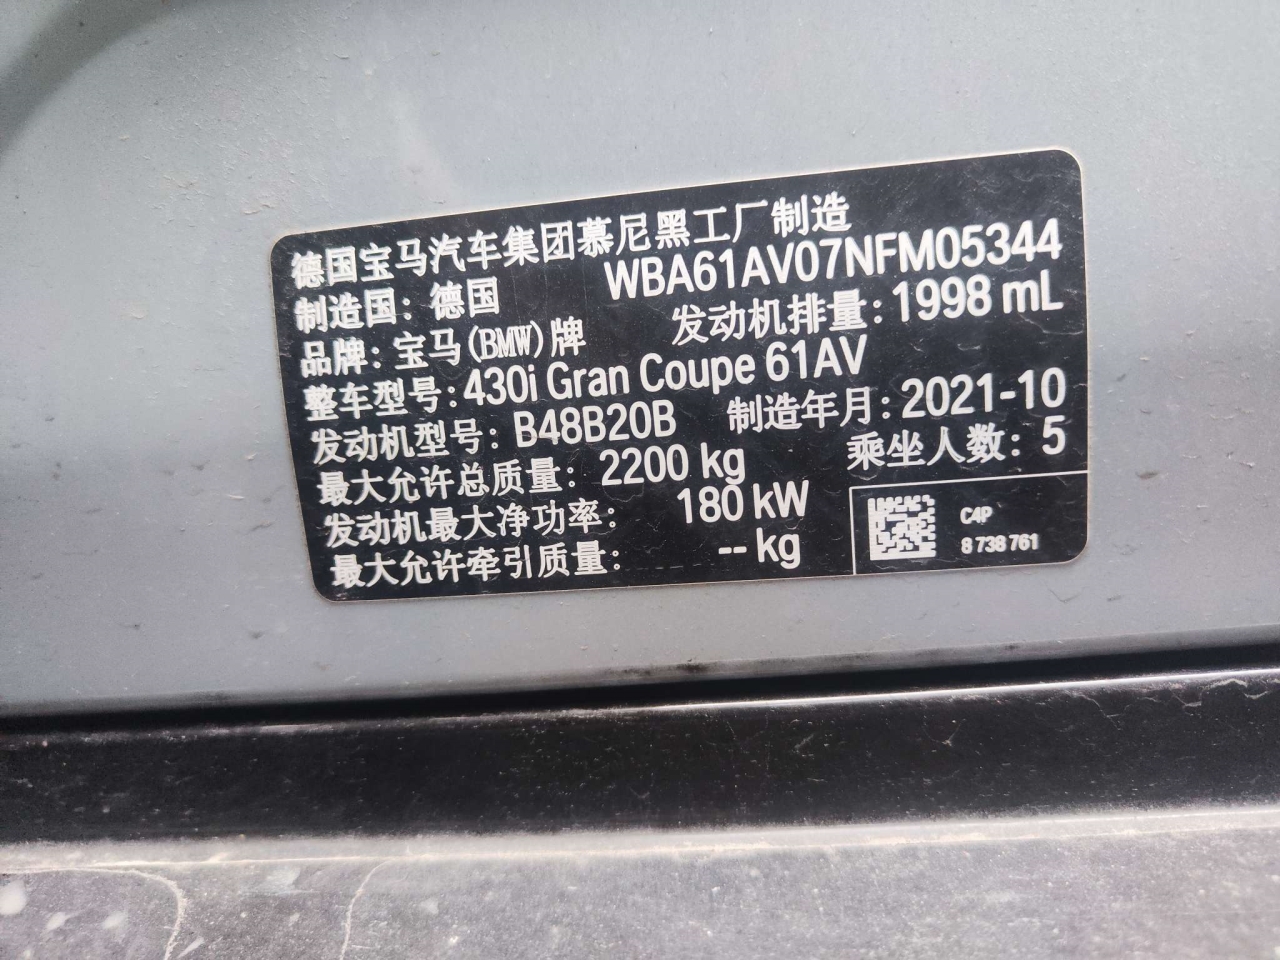 德国宝马汽车集团慕尼黑工厂制造
制造国：德国 WBA61AV07NFM05344
品牌：宝马(BMW)牌 发动机排量：1998 mL
整车型号：430i Gran Coupe 61AV
发动机型号：B48B20B 制造年月：2021-10
最大允许总质量：2200 kg 乘坐人数：5
发动机最大净功率： 180 kW
最大允许牵引质量： -- kg
C4P
8 738 761